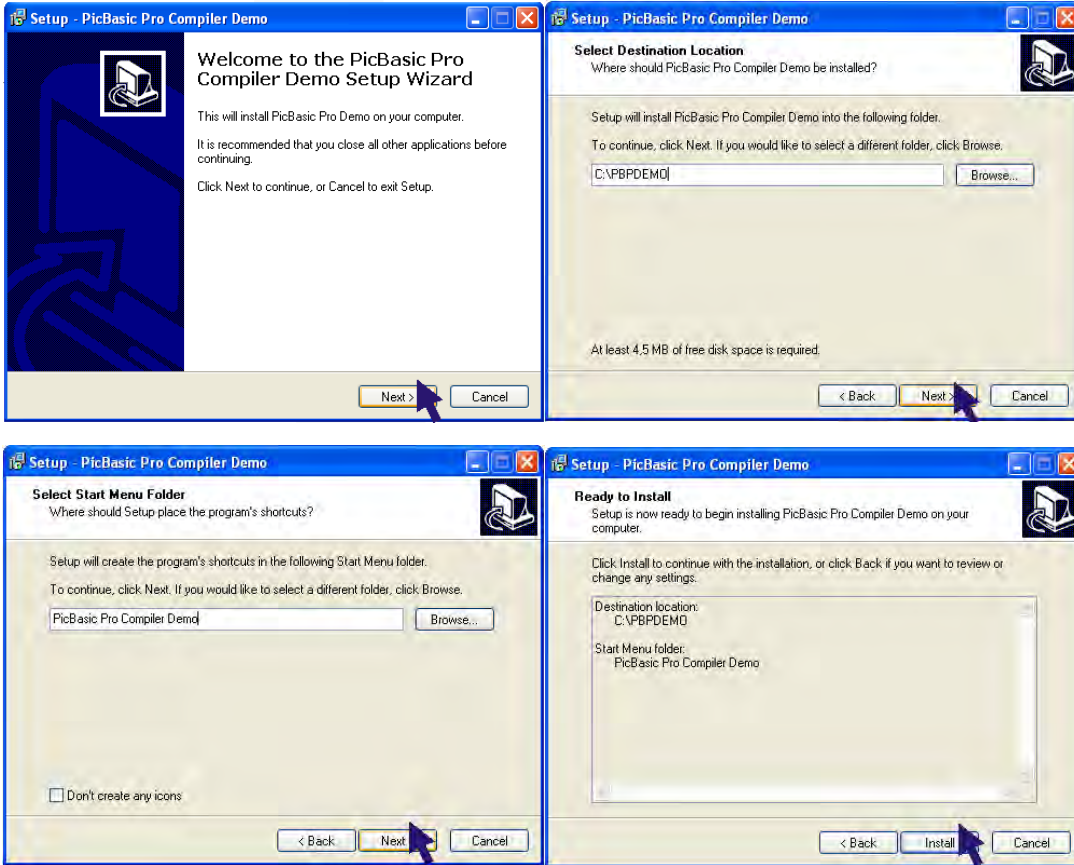 Setup - PicBasic Pro Compiler Demo
Welcome to the PicBasic Pro
Compiler Demo Setup Wizard
This will install PicBasic Pro Demo on your computer.
It is recommended that you close all other applications before
continuing.
Click Next to continue, or Cancel to exit Setup.
Next >
Cancel
Setup - PicBasic Pro Compiler Demo
Select Destination Location
Where should PicBasic Pro Compiler Demo be installed?
Setup will install PicBasic Pro Compiler Demo into the following folder.
To continue, click Next. If you would like to select a different folder, click Browse.
C:\PBPDEMO
Browse...
At least 4,5 MB of free disk space is required.
< Back
Next >
Cancel
Setup - PicBasic Pro Compiler Demo
Select Start Menu Folder
Where should Setup place the program's shortcuts?
Setup will create the program's shortcuts in the following Start Menu folder.
To continue, click Next. If you would like to select a different folder, click Browse.
PicBasic Pro Compiler Demo
Browse...
Don't create any icons
< Back
Next
Cancel
Setup - PicBasic Pro Compiler Demo
Ready to Install
Setup is now ready to begin installing PicBasic Pro Compiler Demo on your
computer.
Click Install to continue with the installation, or click Back if you want to review or
change any settings.
Destination location:
C:\PBPDEMO
Start Menu folder:
PicBasic Pro Compiler Demo
< Back
Install
Cancel